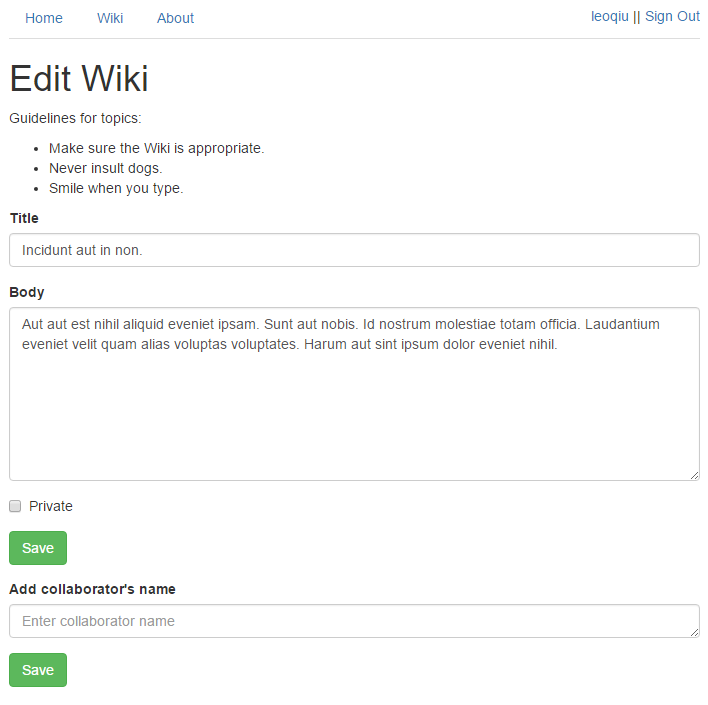 Home Wiki About leoqiu || Sign Out
Edit Wiki
Guidelines for topics:
Make sure the Wiki is appropriate.
Never insult dogs.
Smile when you type.
Title
Incidunt aut in non.
Body
Aut aut est nihil aliquid eveniet ipsam. Sunt aut nobis. Id nostrum molestiae totam officia. Laudantium
eveniet velit quam alias voluptas voluptates. Harum aut sint ipsum dolor eveniet nihil.
Private
Save
Add collaborator's name
Enter collaborator name
Save